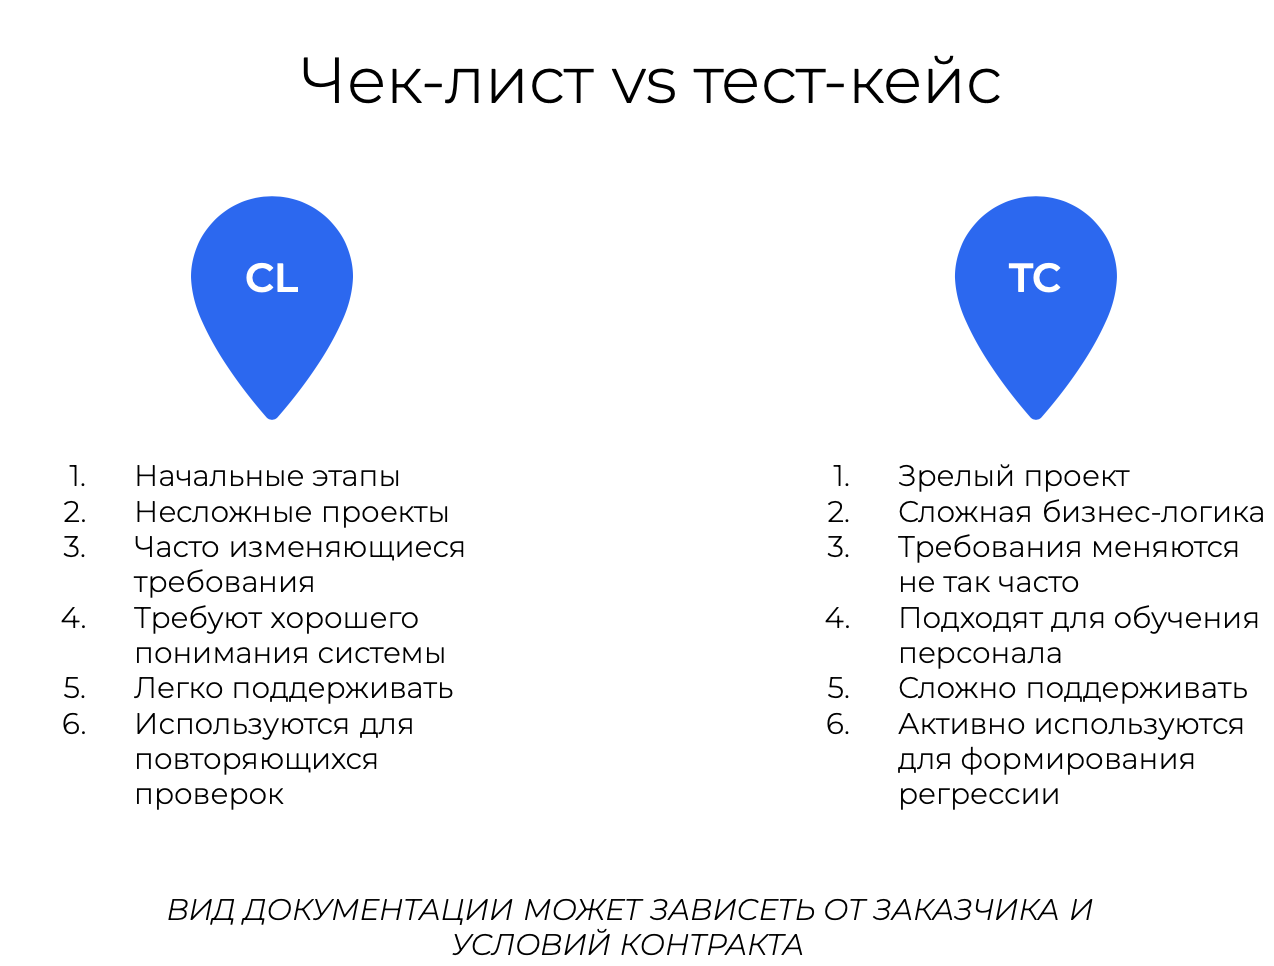 Чек-лист vs тест-кейс
CL
1. Начальные этапы
2. Несложные проекты
3. Часто изменяющиеся
требования
4. Требуют хорошего
понимания системы
5. Легко поддерживать
6. Используются для
повторяющихся
проверок
TC
1. Зрелый проект
2. Сложная бизнес-логика
3. Требования меняются
не так часто
4. Подходят для обучения
персонала
5. Сложно поддерживать
6. Активно используются
для формирования
регрессии
ВИД ДОКУМЕНТАЦИИ МОЖЕТ ЗАВИСЕТЬ ОТ ЗАКАЗЧИКА И
УСЛОВИЙ КОНТРАКТА